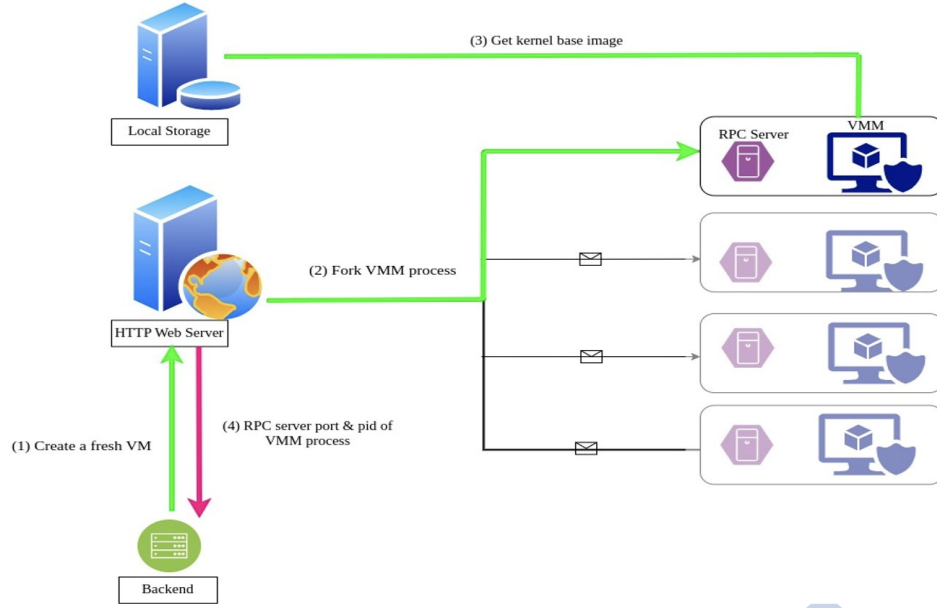 (3) Get kernel base image
Local Storage
RPC Server
VMM
(2) Fork VMM process
HTTP Web Server
(1) Create a fresh VM
(4) RPC server port & pid of
VMM process
Backend